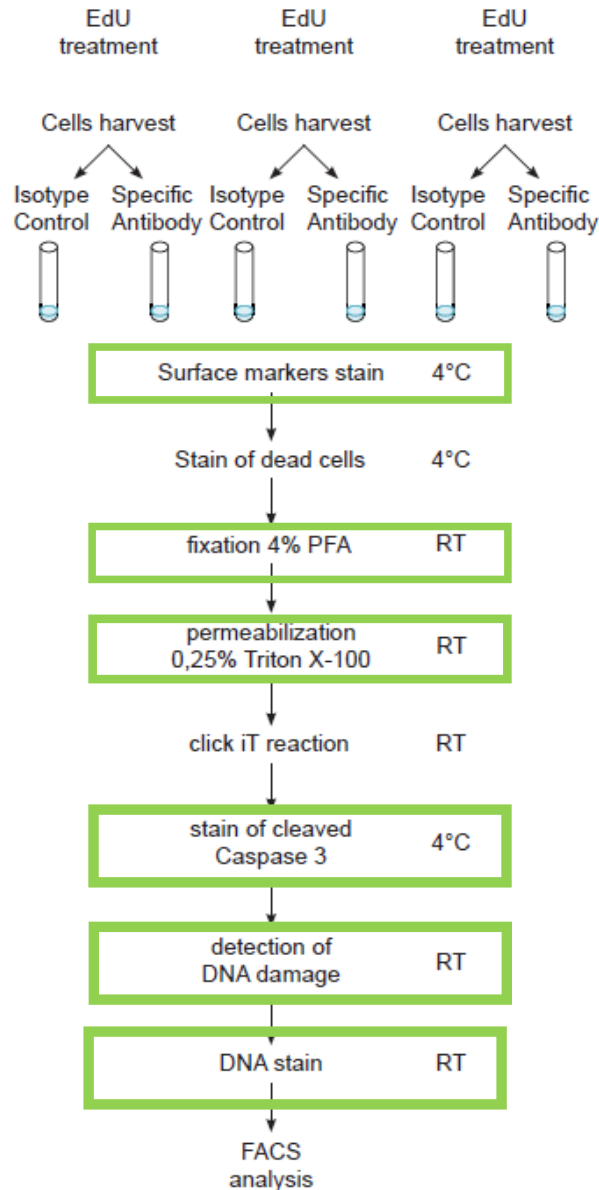 EdU EdU EdU
treatment treatment treatment
Cells harvest Cells harvest Cells harvest
Isotype Specific Isotype Specific Isotype Specific
Control Antibody Control Antibody Control Antibody
Surface markers stain 4°C
Stain of dead cells 4°C
fixation 4% PFA RT
permeabilization
0,25% Triton X-100 RT
click iT reaction RT
stain of cleaved
Caspase 3 4°C
detection of
DNA damage RT
DNA stain RT
FACS
analysis